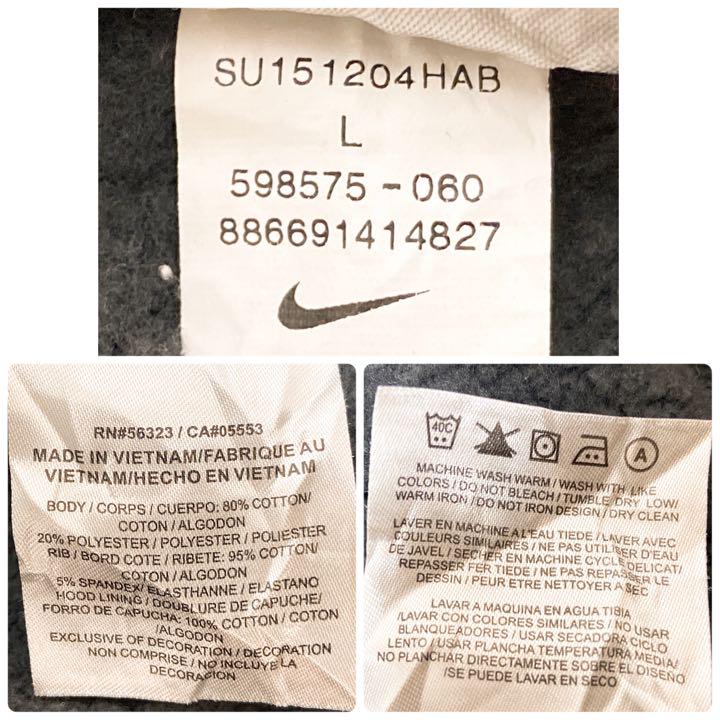 SU151204HAB
L
598575-060
886691414827
RN#56323 / CA#05553
MADE IN VIETNAM/FABRIQUE AU
VIETNAM/HECHO EN VIETNAM
BODY / CORPS / CUERPO: 80% COTTON/
COTON / ALGODON
20% POLYESTER / POLYESTER / POLIESTER
RIB / BORD COTE / RIBETE: 95% COTTON/
COTON / ALGODON
5% SPANDEX/ ELASTHANNE / ELASTANO
HOOD LINING / DOUBLURE DE CAPUCHE/
FORRO DE CAPUCHA: 100% COTTON / COTON
/ALGODON
EXCLUSIVE OF DECORATION / DECORATION
NON COMPRISE / NO INCLUYE LA
DECORACION
40C
A
MACHINE WASH WARM / WASH WITH LIKE
COLORS / DO NOT BLEACH / TUMBLE DRY LOW/
WARM IRON / DO NOT IRON DESIGN / DRY CLEAN
LAVER EN MACHINE A L'EAU TIEDE / LAVER AVEC
COULEURS SIMILAIRES / NE PAS UTILISER D'EAU
DE JAVEL / SECHER EN MACHINE CYCLE DELICAT/
REPASSER FER TIEDE / NE PAS REPASSER LE
DESSIN / PEUR ETRE NETTOYER A SEC
LAVAR A MAQUINA EN AGUA TIBIA
/LAVAR CON COLORES SIMILARES / NO USAR
BLANQUEADORES / USAR SECADORA CICLO
LENTO / USAR PLANCHA TEMPERATURA MEDIA/
NO PLANCHAR DIRECTAMENTE SOBRE EL DISEÑO
/SE PUEDE LAVAR EN SECO